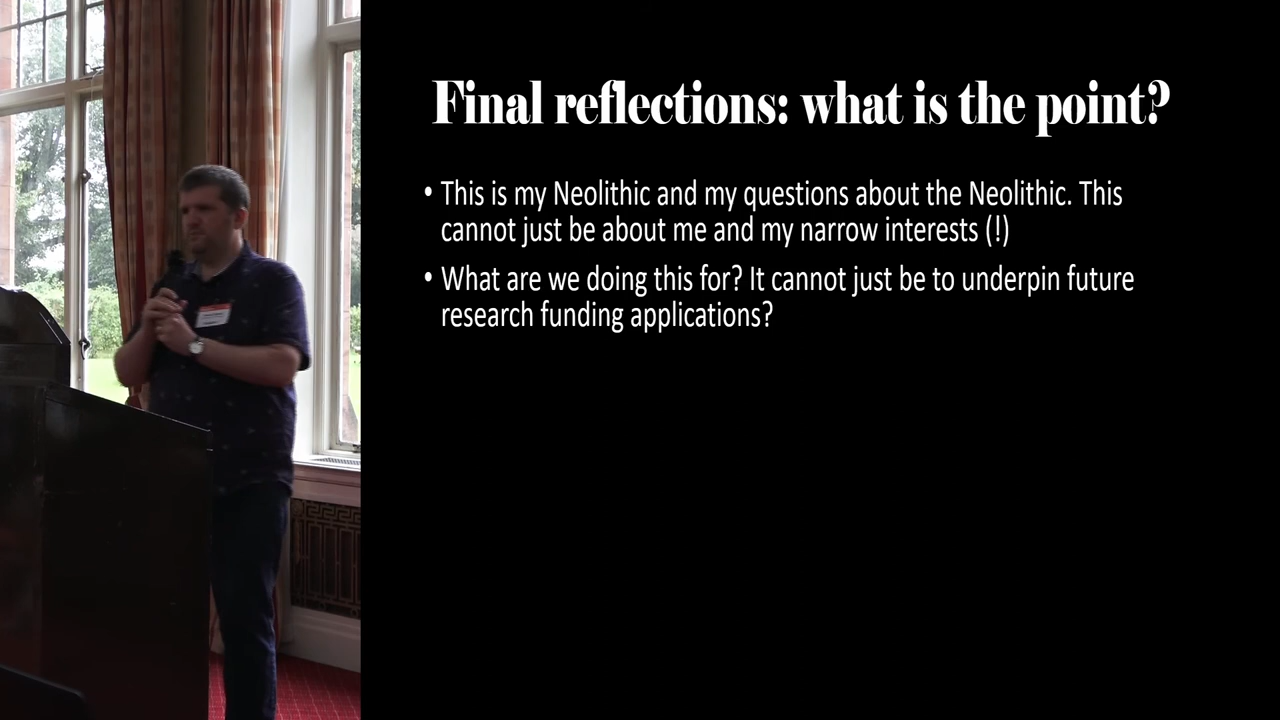 Final reflections: what is the point?
• This is my Neolithic and my questions about the Neolithic. This
cannot just be about me and my narrow interests (!)
• What are we doing this for? It cannot just be to underpin future
research funding applications?